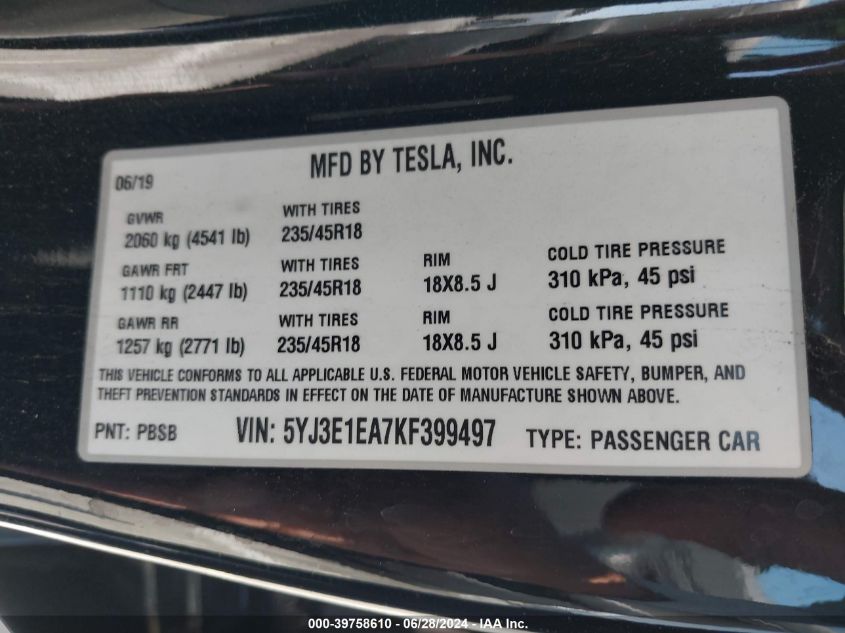 MFD BY TESLA, INC.
06/19
GVWR WITH TIRES
2060 kg (4541 lb) 235/45R18
GAWR FRT WITH TIRES RIM COLD TIRE PRESSURE
1110 kg (2447 lb) 235/45R18 18X8.5 J 310 kPa, 45 psi
GAWR RR WITH TIRES RIM COLD TIRE PRESSURE
1257 kg (2771 lb) 235/45R18 18X8.5 J 310 kPa, 45 psi
THIS VEHICLE CONFORMS TO ALL APPLICABLE U.S. FEDERAL MOTOR VEHICLE SAFETY, BUMPER, AND
THEFT PREVENTION STANDARDS IN EFFECT ON THE DATE OF MANUFACTURE SHOWN ABOVE.
PNT: PBSB VIN: 5YJ3E1EA7KF399497 TYPE: PASSENGER CAR
000-39758610 - 06/28/2024 - IAA Inc.